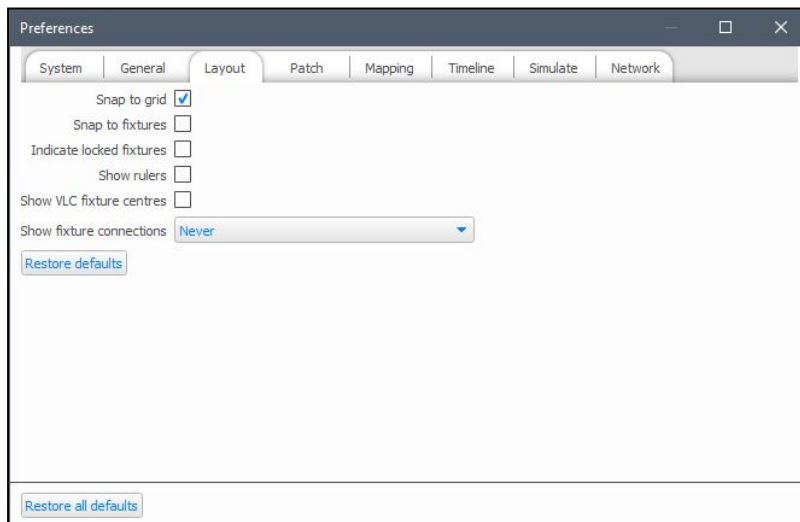 Preferences
System General Layout Patch Mapping Timeline Simulate Network
Snap to grid
Snap to fixtures
Indicate locked fixtures
Show rulers
Show VLC fixture centres
Show fixture connections Never
Restore defaults
Restore all defaults